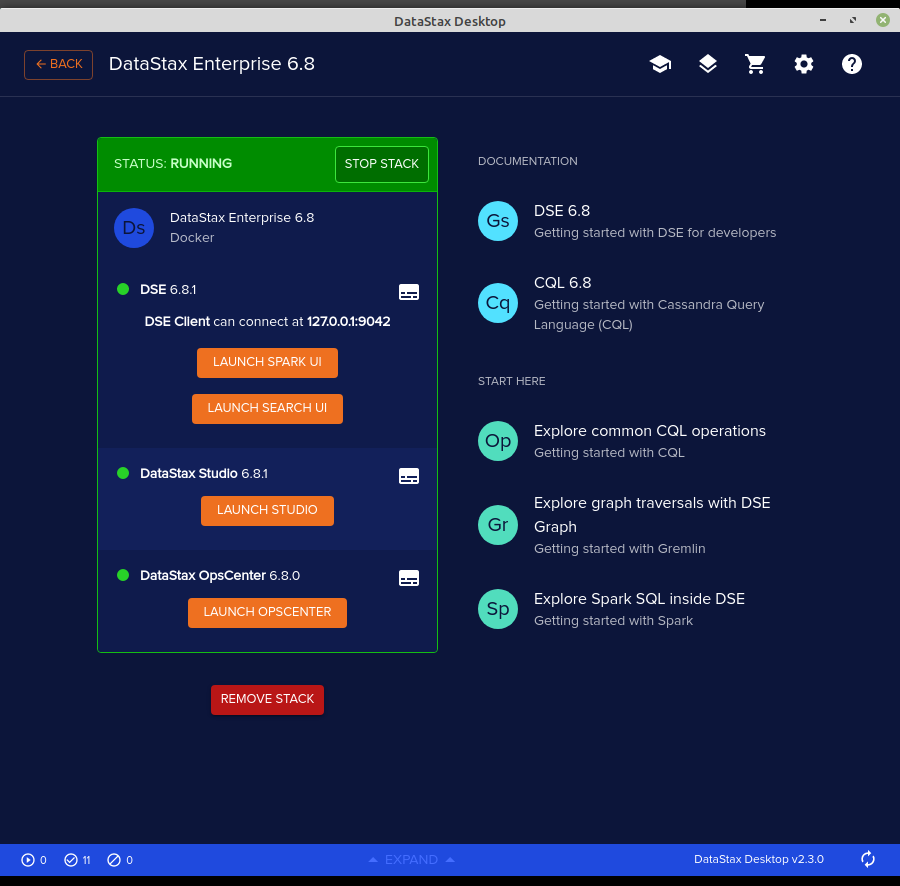 DataStax Desktop
← BACK
DataStax Enterprise 6.8
STATUS: RUNNING
STOP STACK
Ds
DataStax Enterprise 6.8
Docker
DSE 6.8.1
DSE Client can connect at 127.0.0.1:9042
LAUNCH SPARK UI
LAUNCH SEARCH UI
DataStax Studio 6.8.1
LAUNCH STUDIO
DataStax OpsCenter 6.8.0
LAUNCH OPSCENTER
REMOVE STACK
DOCUMENTATION
Gs
DSE 6.8
Getting started with DSE for developers
Cq
CQL 6.8
Getting started with Cassandra Query
Language (CQL)
START HERE
Op
Explore common CQL operations
Getting started with CQL
Gr
Explore graph traversals with DSE
Graph
Getting started with Gremlin
Sp
Explore Spark SQL inside DSE
Getting started with Spark
0 11 0
EXPAND
DataStax Desktop v2.3.0